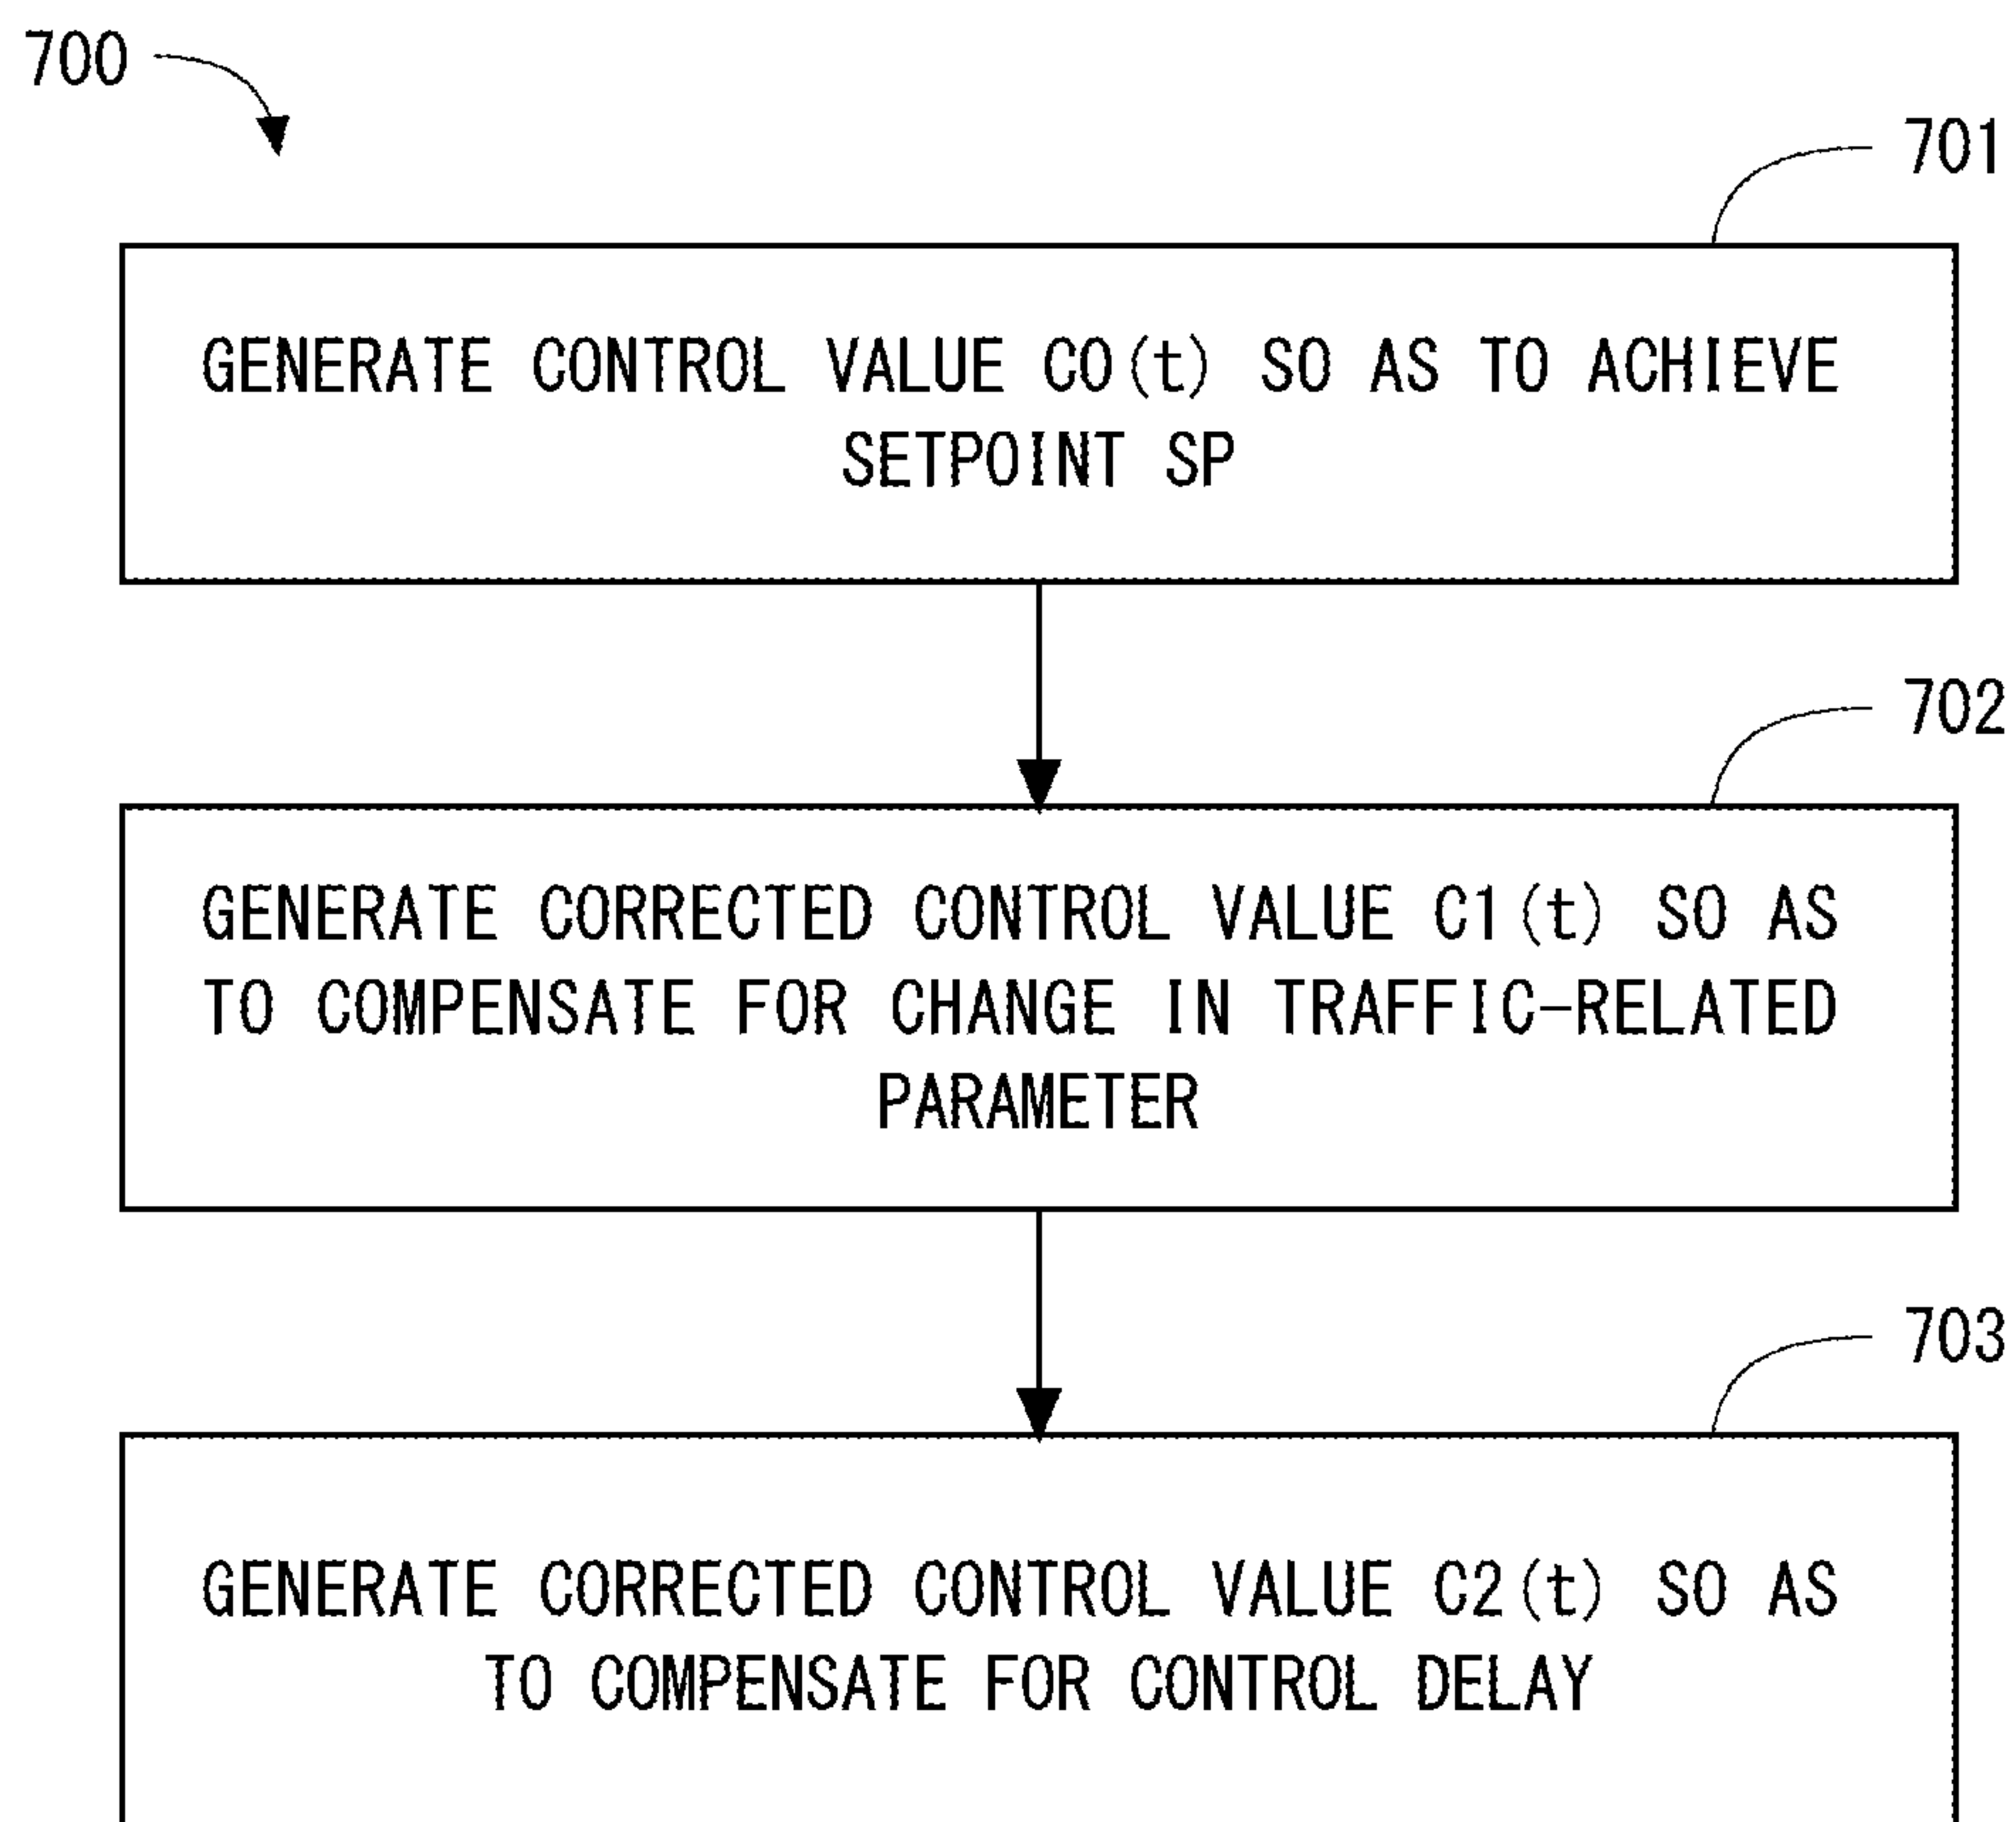 700
701
GENERATE CONTROL VALUE C0(t) SO AS TO ACHIEVE
SETPOINT SP
702
GENERATE CORRECTED CONTROL VALUE C1(t) SO AS
TO COMPENSATE FOR CHANGE IN TRAFFIC-RELATED
PARAMETER
703
GENERATE CORRECTED CONTROL VALUE C2(t) SO AS
TO COMPENSATE FOR CONTROL DELAY